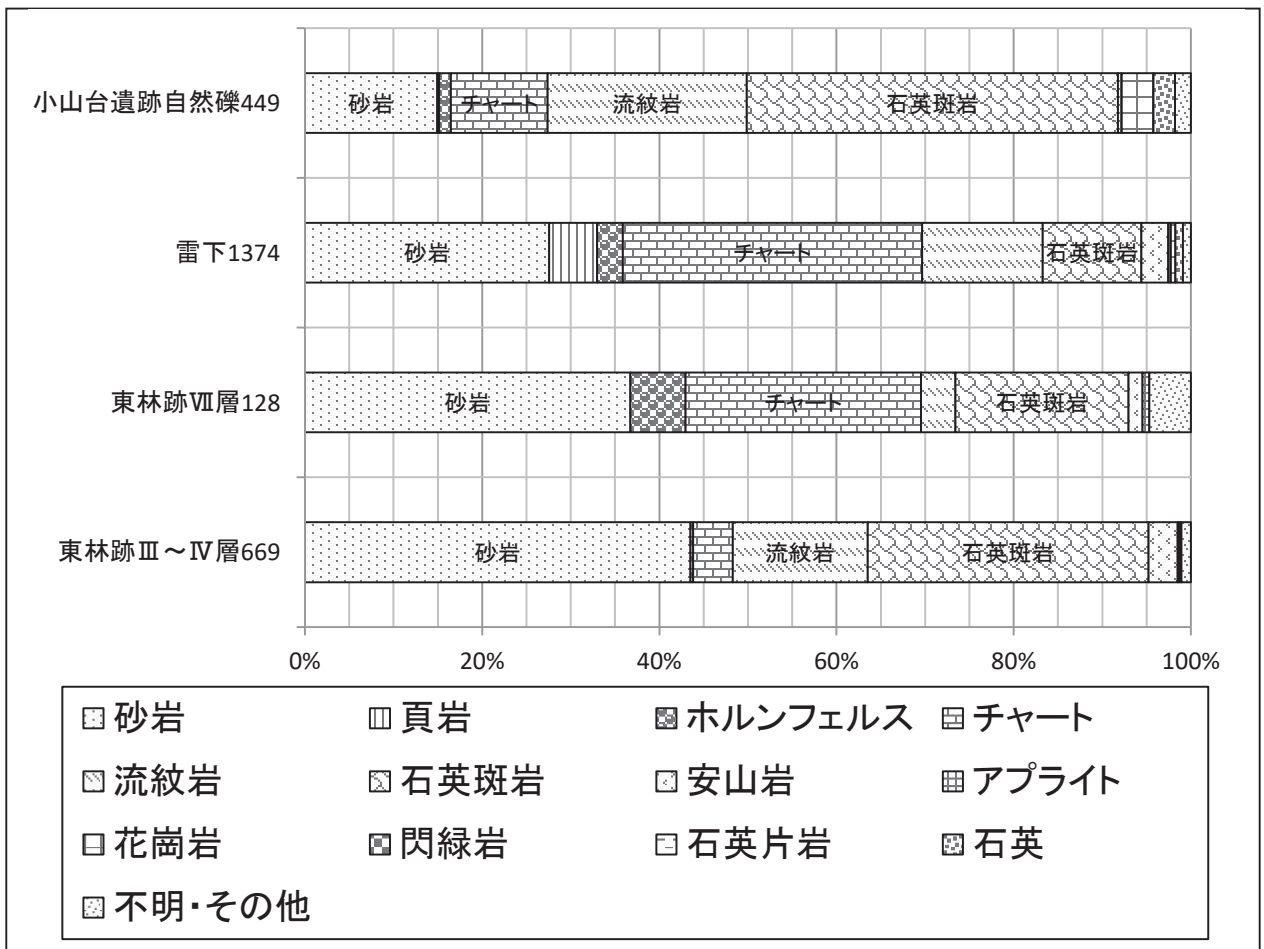 小山台遺跡自然礫449
砂岩 チャート 流紋岩 石英斑岩
雷下1374
砂岩 チャート 石英斑岩
東林跡Ⅶ層128
砂岩 チャート 石英斑岩
東林跡Ⅲ～Ⅳ層669
砂岩 流紋岩 石英斑岩
0% 20% 40% 60% 80% 100%
砂岩 頁岩 ホルンフェルス チャート
流紋岩 石英斑岩 安山岩 アプライト
花崗岩 閃緑岩 石英片岩 石英
不明・その他